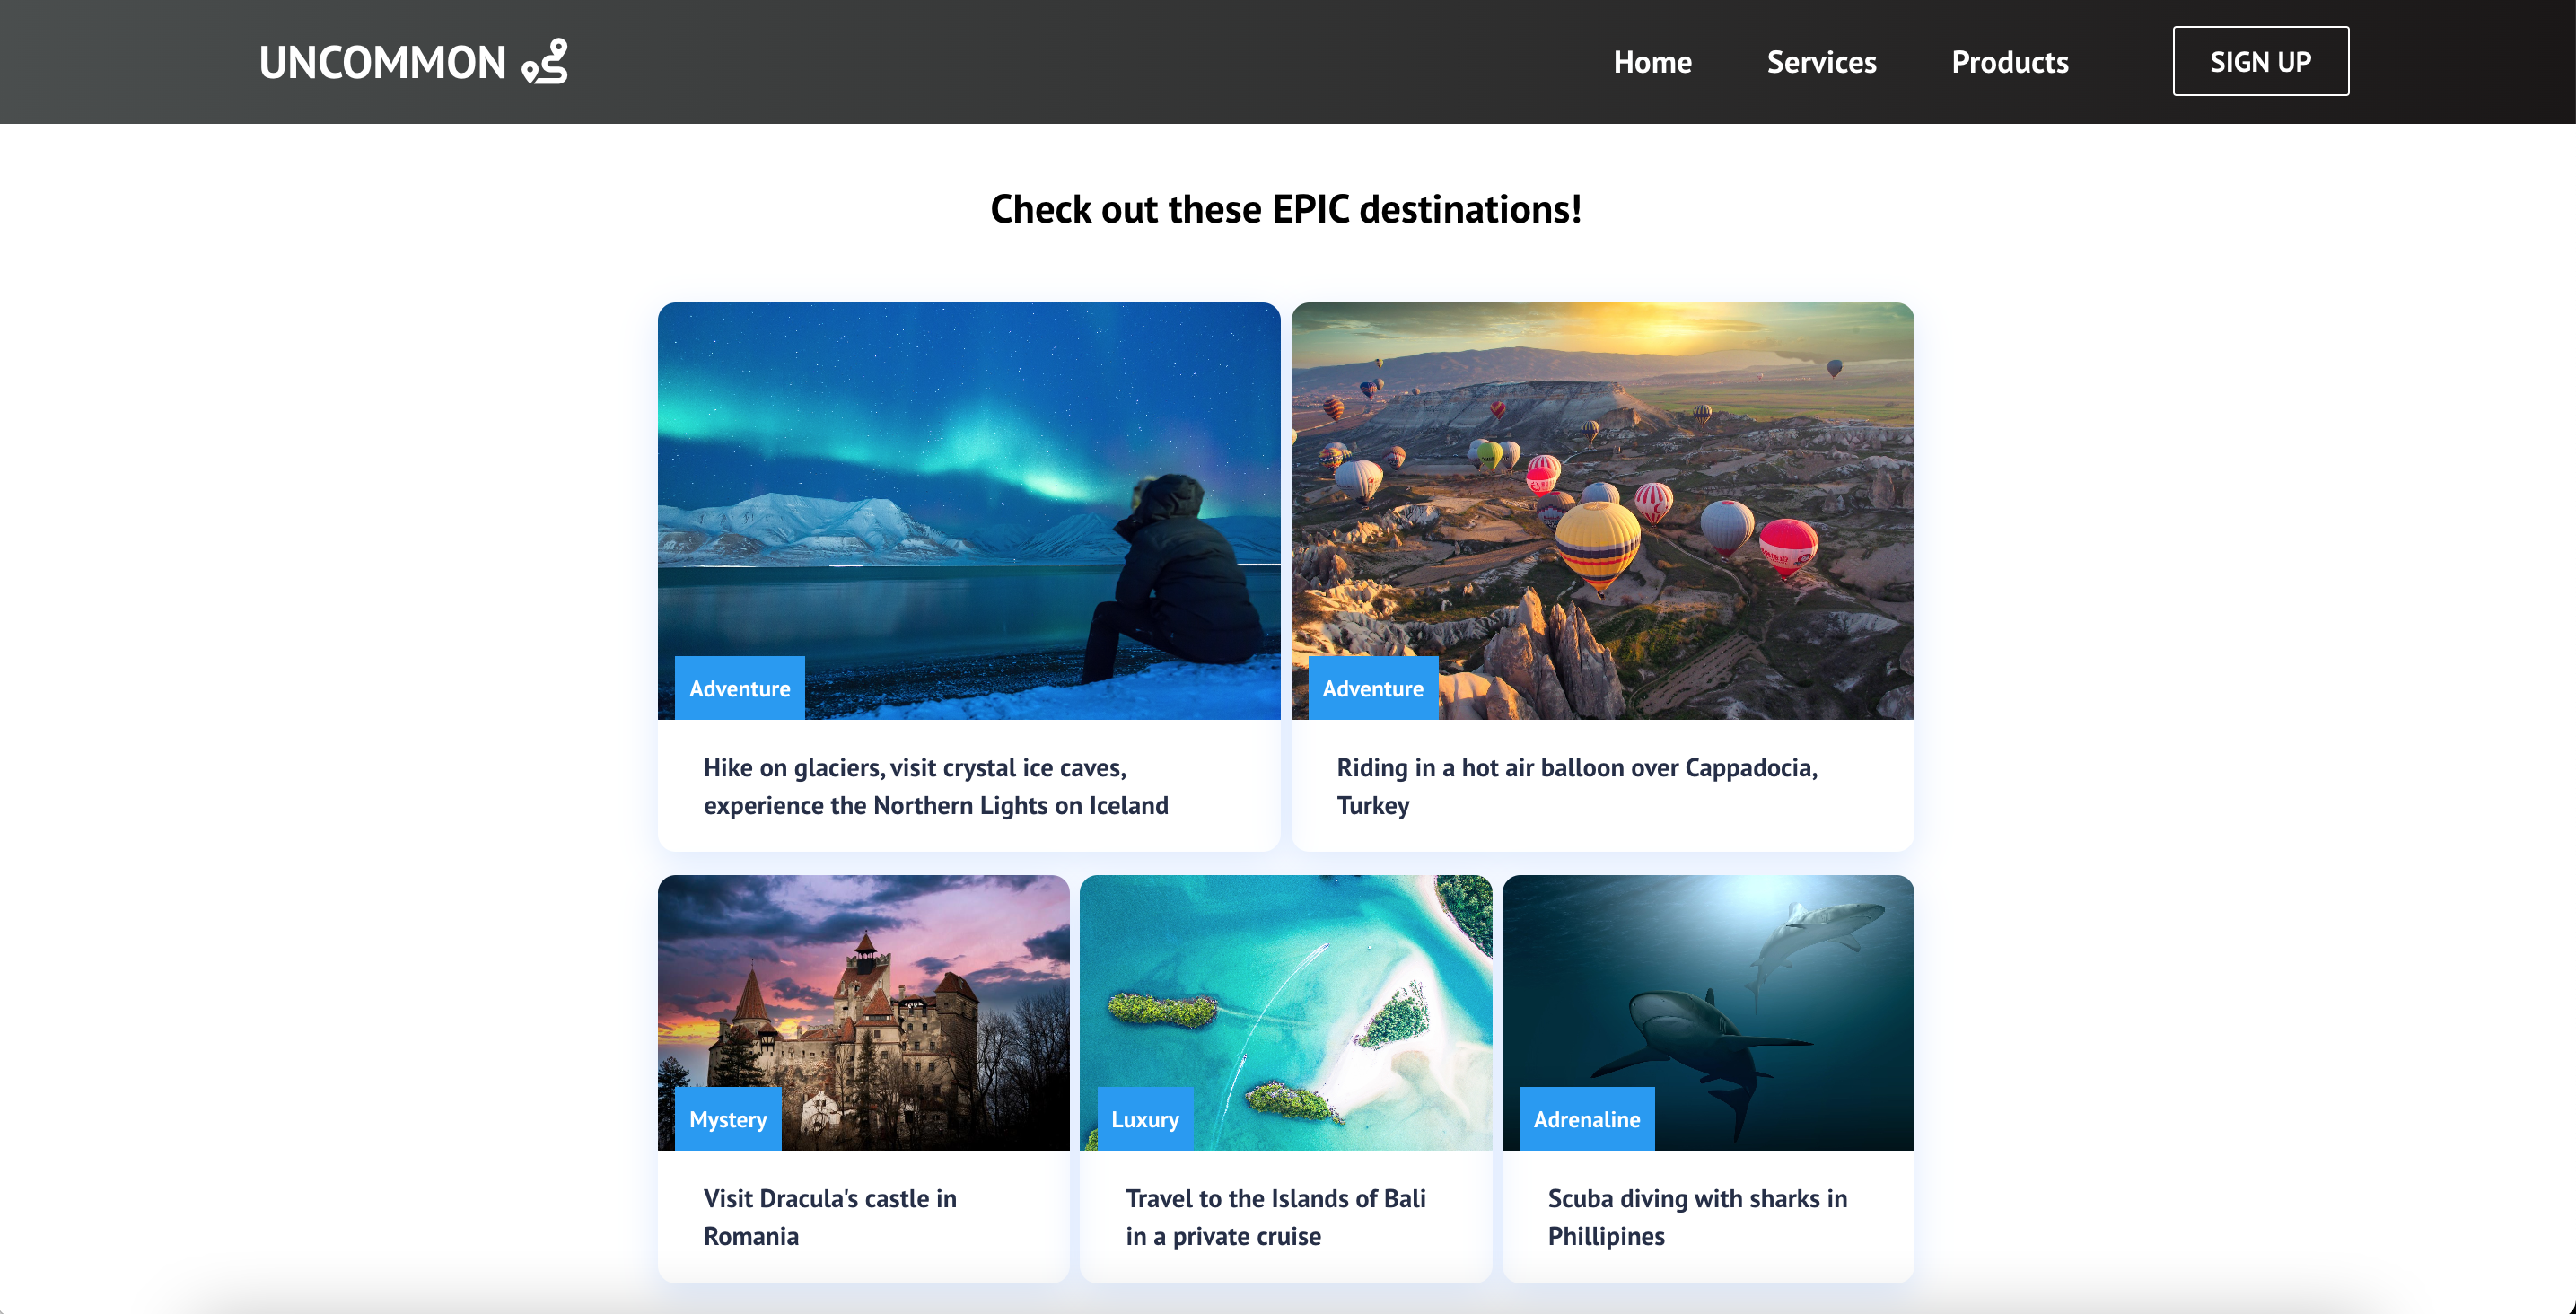 UNCOMMON
Home Services Products SIGN UP
Check out these EPIC destinations!
Adventure
Hike on glaciers, visit crystal ice caves,
experience the Northern Lights on Iceland
Adventure
Riding in a hot air balloon over Cappadocia,
Turkey
Mystery
Visit Dracula's castle in
Romania
Luxury
Travel to the Islands of Bali
in a private cruise
Adrenaline
Scuba diving with sharks in
Phillipines